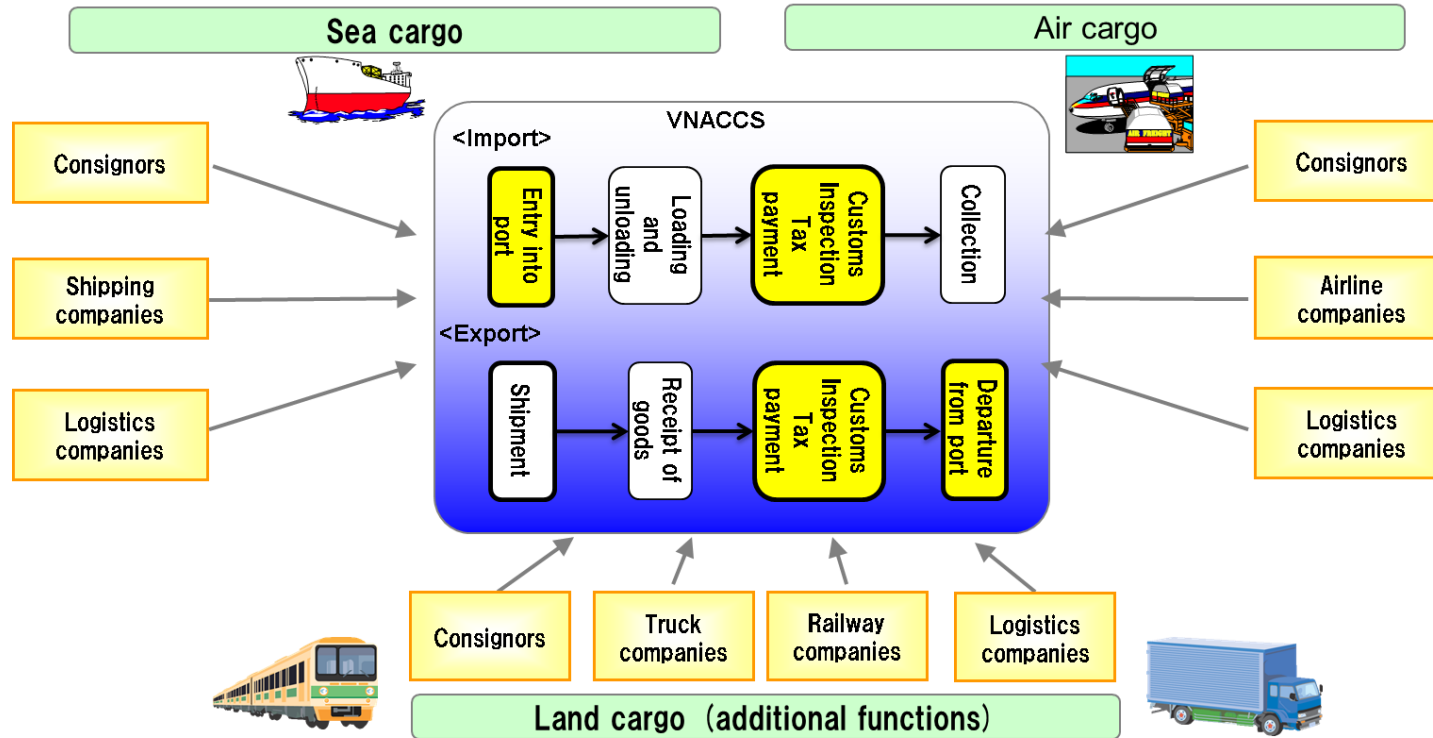 Sea cargo
Air cargo
AIR FREIGHT
VNACCS
<Import>
Consignors
Shipping
companies
Logistics
companies
Entry into
port
Loading
and
unloading
Customs
Inspection
Tax
payment
Collection
<Export>
Shipment
Receipt of
goods
Customs
Inspection
Tax
payment
Departure
from port
Consignors
Airline
companies
Logistics
companies
Consignors
Truck
companies
Railway
companies
Logistics
companies
Land cargo (additional functions)